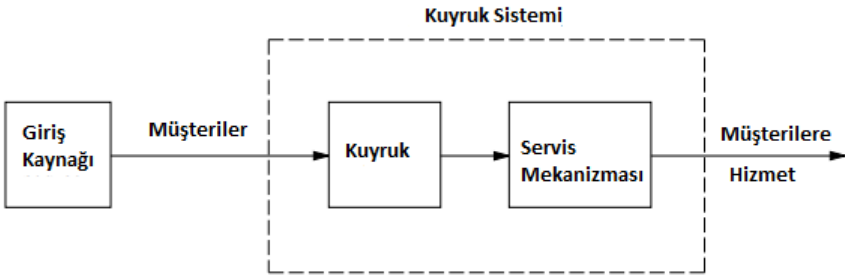 Kuyruk Sistemi
Giriş
Kaynağı
Müşteriler
Kuyruk
Servis
Mekanizması
Müşterilere
Hizmet